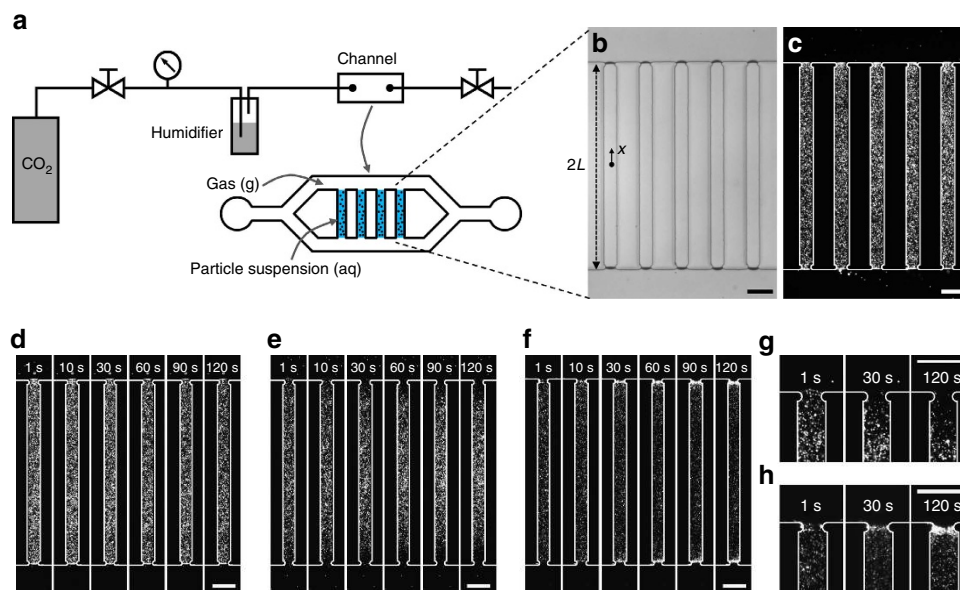 a
Channel
Humidifier
CO2
Gas (g)
Particle suspension (aq)
b
2L
x
c
d
1 s 10 s 30 s 60 s 90 s 120 s
e
1 s 10 s 30 s 60 s 90 s 120 s
f
1 s 10 s 30 s 60 s 90 s 120 s
g
1 s 30 s 120 s
h
1 s 30 s 120 s